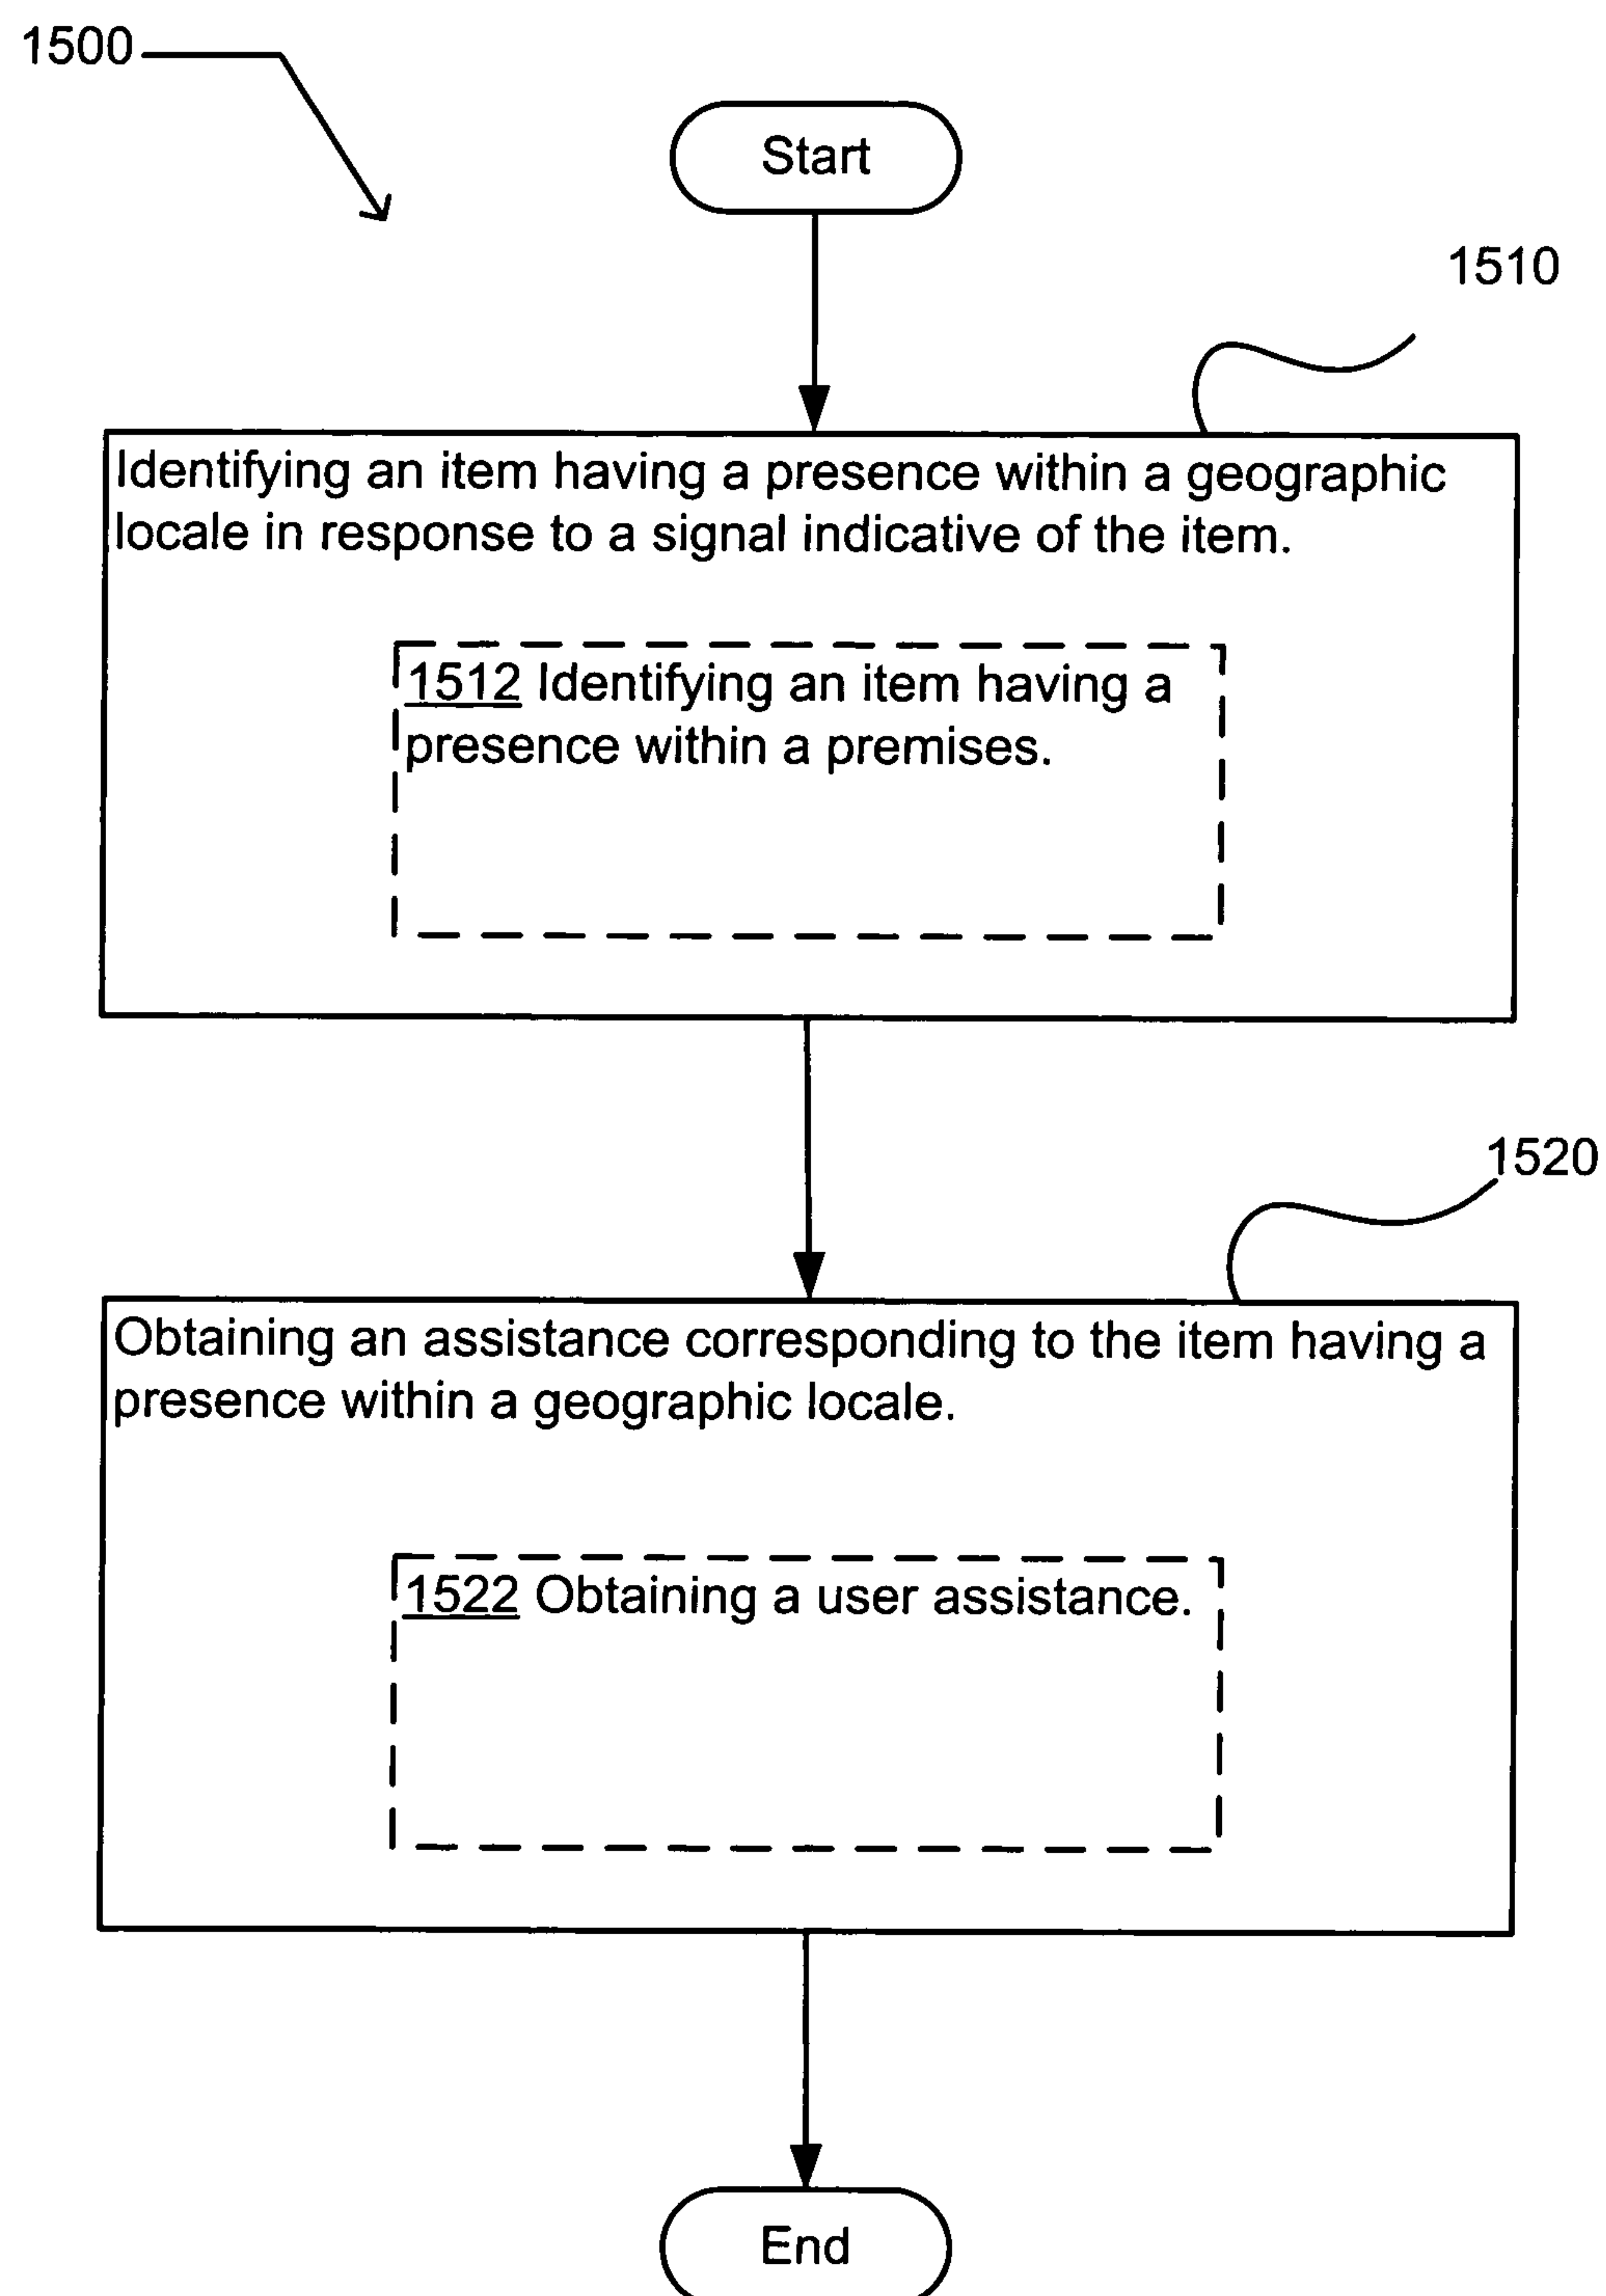 1500
Start
1510
Identifying an item having a presence within a geographic
locale in response to a signal indicative of the item.
1512 Identifying an item having a
presence within a premises.
1520
Obtaining an assistance corresponding to the item having a
presence within a geographic locale.
1522 Obtaining a user assistance.
End